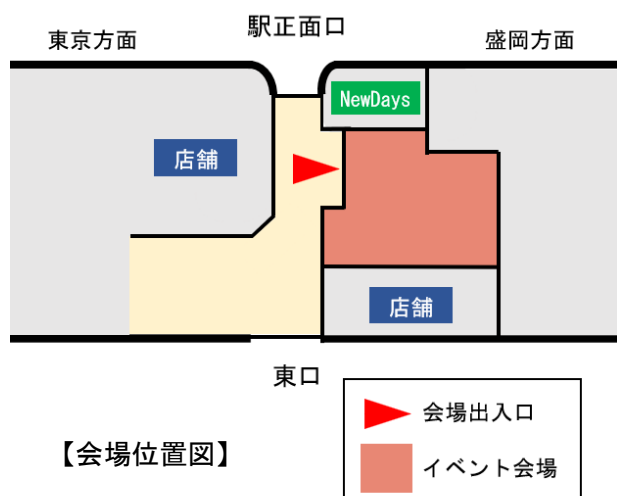 駅正面口
東京方面
盛岡方面
NewDays
店舗
店舗
東口
会場出入口
【会場位置図】
イベント会場